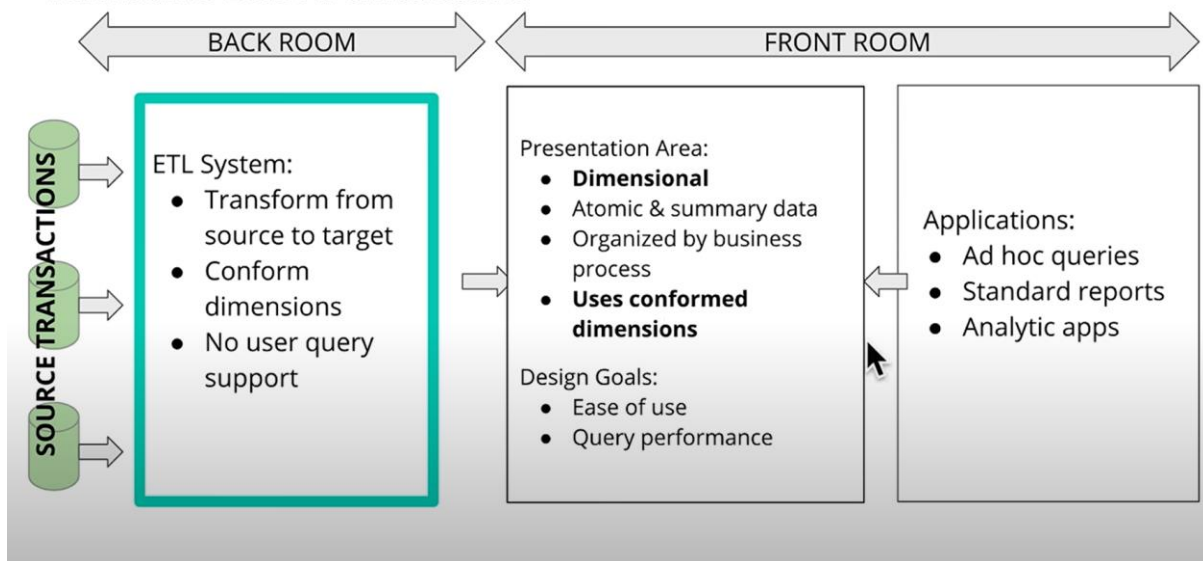 BACK ROOM
FRONT ROOM
SOURCE TRANSACTIONS
ETL System:
● Transform from
source to target
● Conform
dimensions
● No user query
support
Presentation Area:
● Dimensional
● Atomic & summary data
● Organized by business
process
● Uses conformed
dimensions
Design Goals:
● Ease of use
● Query performance
Applications:
● Ad hoc queries
● Standard reports
● Analytic apps